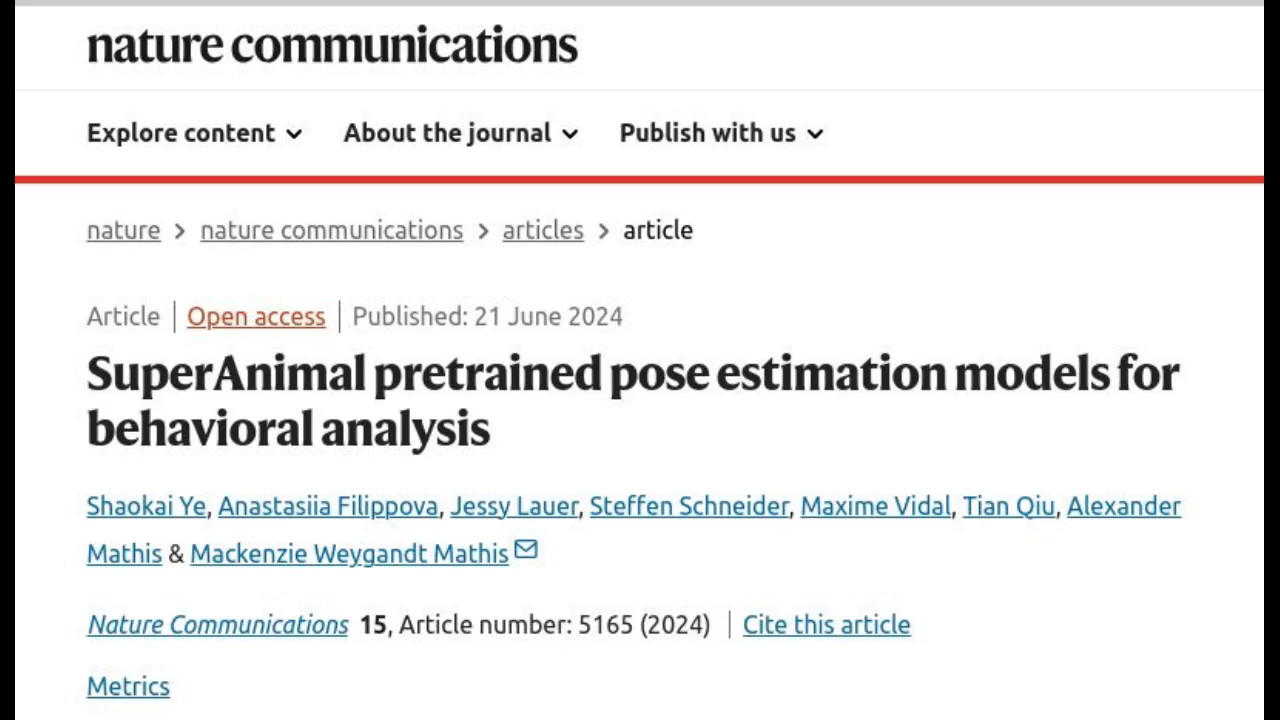 nature communications
Explore content About the journal Publish with us
nature > nature communications > articles > article
Article | Open access | Published: 21 June 2024
SuperAnimal pretrained pose estimation models for
behavioral analysis
Shaokai Ye, Anastasiia Filippova, Jessy Lauer, Steffen Schneider, Maxime Vidal, Tian Qiu, Alexander
Mathis & Mackenzie Weygandt Mathis
Nature Communications 15, Article number: 5165 (2024) | Cite this article
Metrics